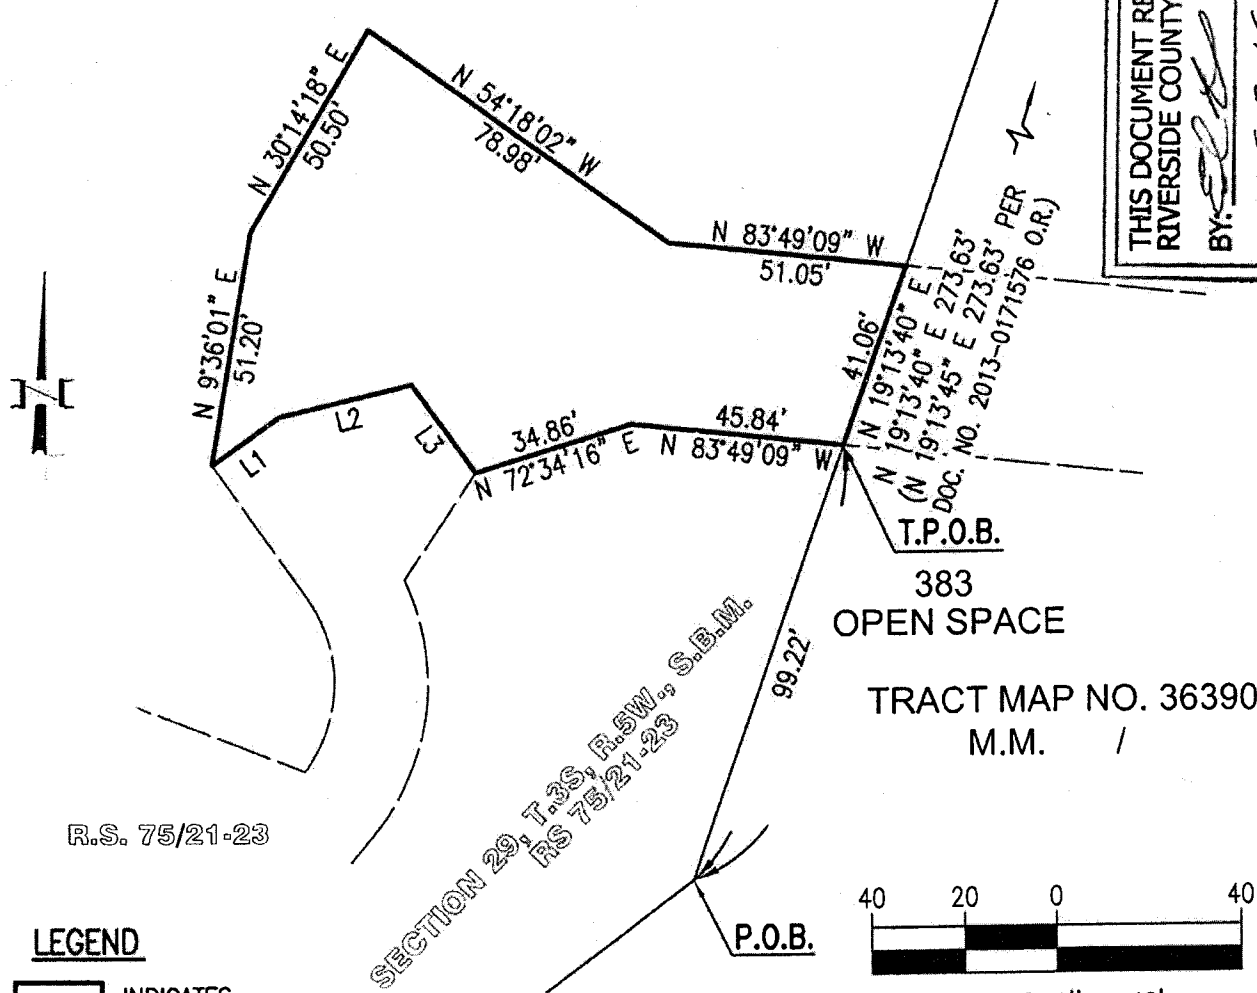 N 30°14'18" E
50.50'
N 54°18'02" W
78.98'
N 83°49'09" W
51.05'
N 9°36'01" E
51.20'
L1
L2
L3
34.86'
N 72°34'16" E
45.84'
N 83°49'09" W
41.06'
N 19°13'40" E
N 19°13'40" E 273.63'
(N 19°13'45" E 273.63' PER
DOC. NO. 2013-0171576 O.R.)
THIS DOCUMENT RE
RIVERSIDE COUNTY
BY:
N
T.P.O.B.
383
OPEN SPACE
99.22'
TRACT MAP NO. 36390
M.M. /
SECTION 29, T.3S, R.5W., S.B.M.
RS 75/21-23
R.S. 75/21-23
P.O.B.
40 20 0 40
LEGEND
INDICATES